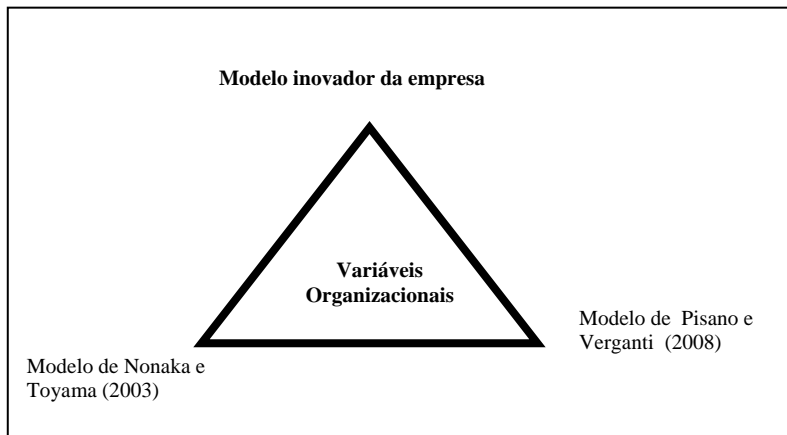 Modelo inovador da empresa
Variáveis
Organizacionais
Modelo de Pisano e
Verganti (2008)
Modelo de Nonaka e
Toyama (2003)